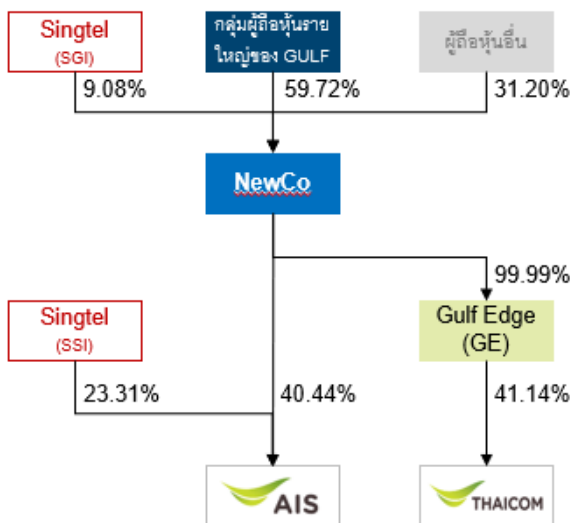 Singtel
(SGI)
กลุ่มผู้ถือหุ้นราย
ใหญ่ของ GULF
ผู้ถือหุ้นอื่น
9.08%
59.72%
31.20%
NewCo
99.99%
Singtel
(SSI)
Gulf Edge
(GE)
23.31%
40.44%
41.14%
AIS
THAICOM